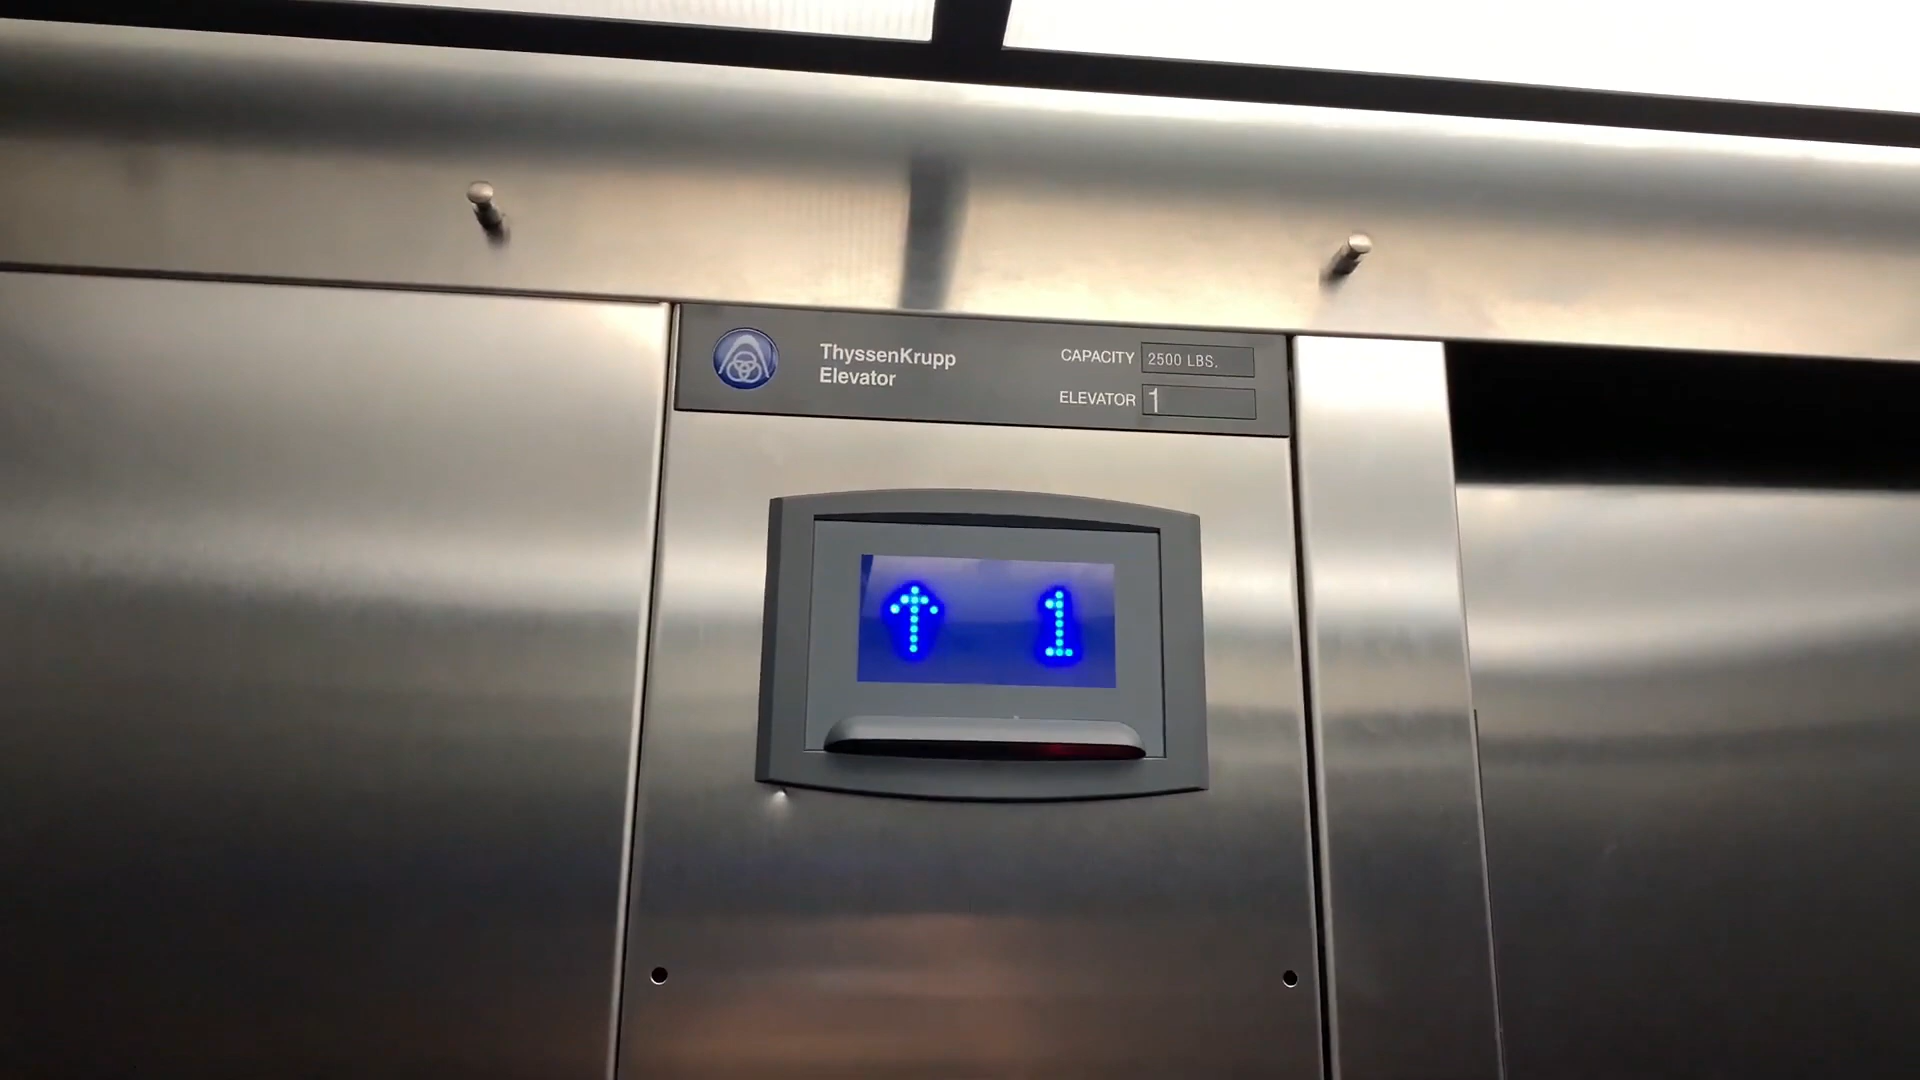 ThyssenKrupp
Elevator
CAPACITY 2500 LBS.
ELEVATOR 1
↑ 1